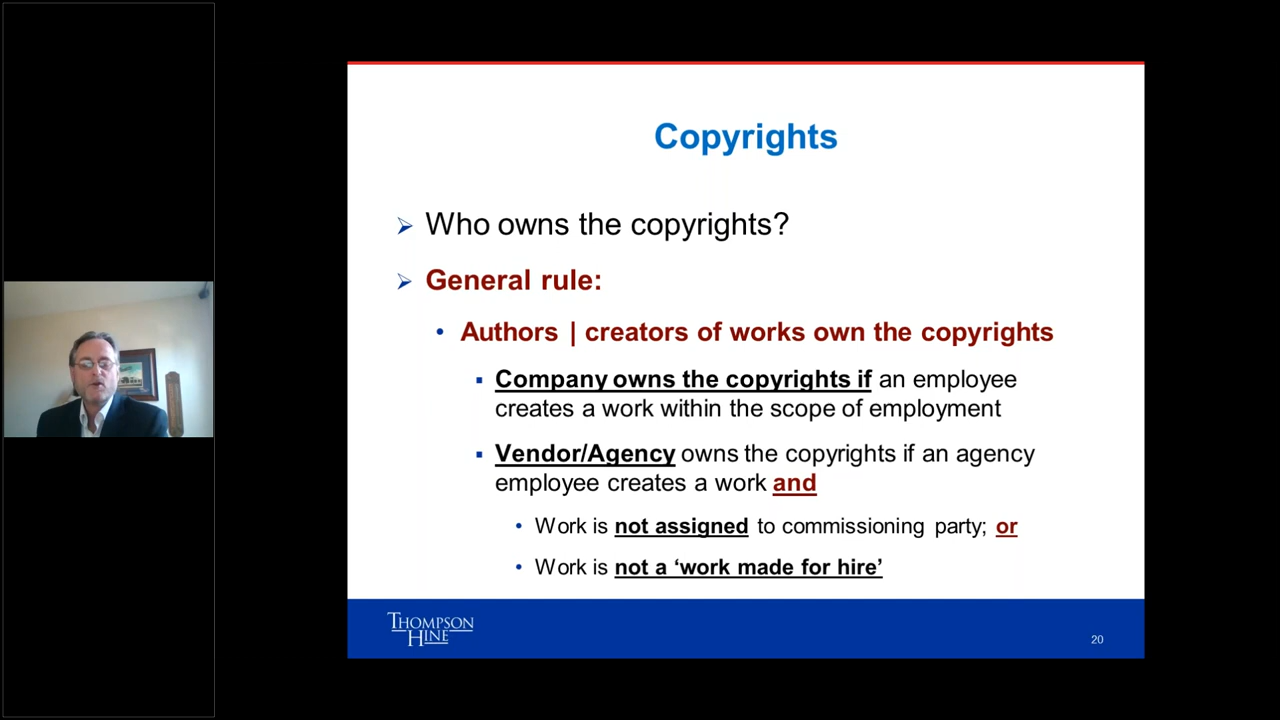 Copyrights
Who owns the copyrights?
General rule:
Authors | creators of works own the copyrights
Company owns the copyrights if an employee
creates a work within the scope of employment
Vendor/Agency owns the copyrights if an agency
employee creates a work and
Work is not assigned to commissioning party; or
Work is not a ‘work made for hire’
THOMPSON
HINE
20